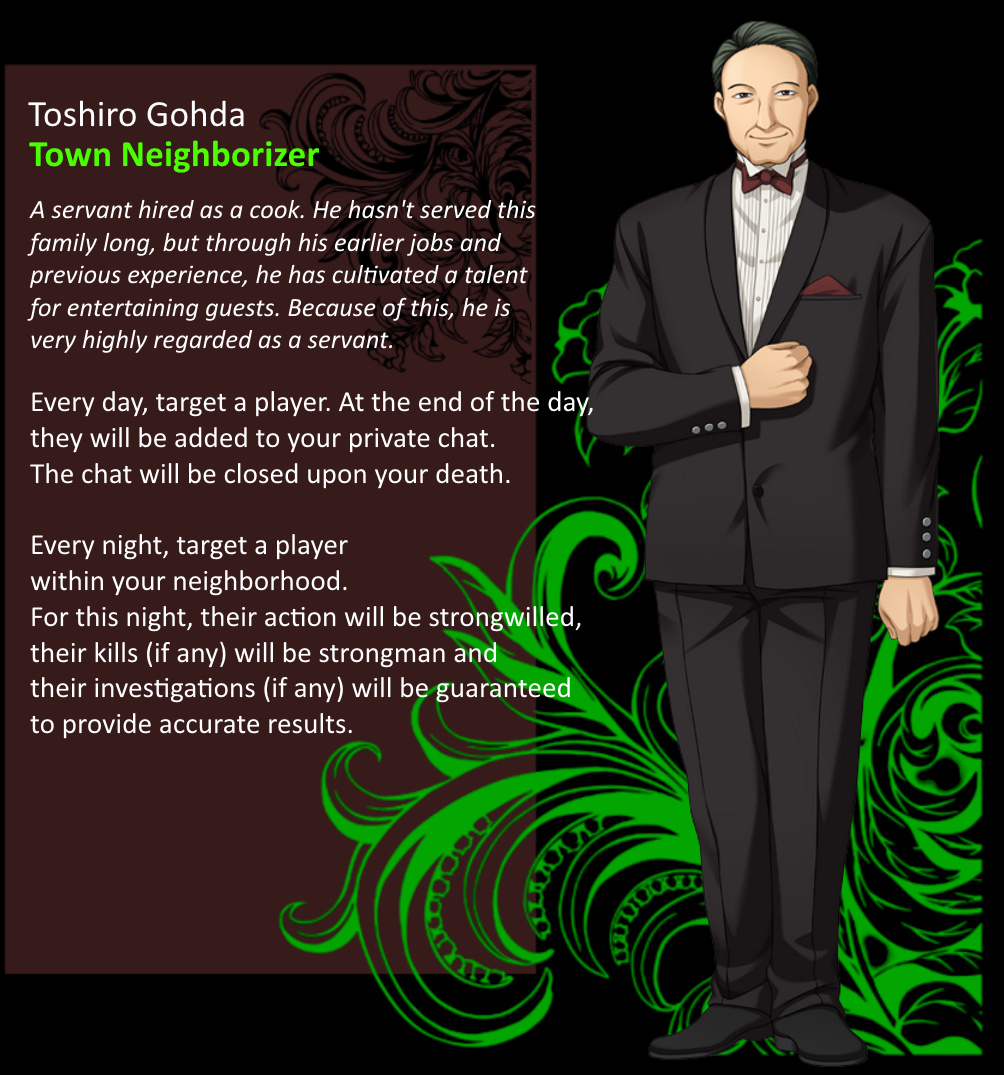 Toshiro Gohda
Town Neighborizer
A servant hired as a cook. He hasn't served this
family long, but through his earlier jobs and
previous experience, he has cultivated a talent
for entertaining guests. Because of this, he is
very highly regarded as a servant.
Every day, target a player. At the end of the day,
they will be added to your private chat.
The chat will be closed upon your death.
Every night, target a player
within your neighborhood.
For this night, their action will be strongwilled,
their kills (if any) will be strongman and
their investigations (if any) will be guaranteed
to provide accurate results.